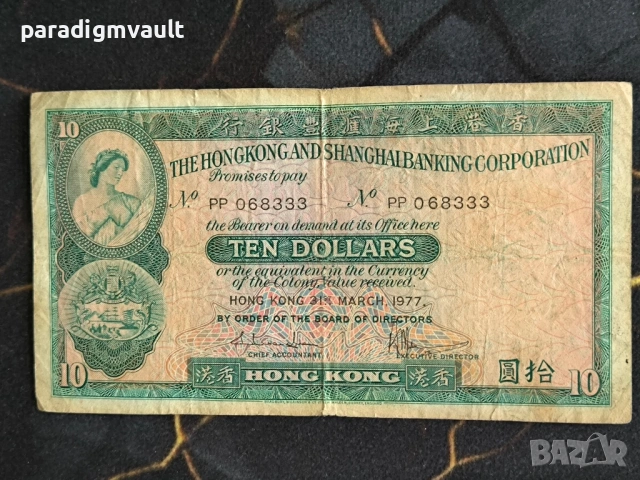 paradigmvault
10
行銀豐滙海上港香
THE HONGKONG AND SHANGHAI BANKING CORPORATION
Promises to pay
No PP 068333 No PP 068333
the Bearer on demand at its Office here
TEN DOLLARS
or the equivalent in the Currency
of the Colony, value received.
HONG KONG 31ST MARCH, 1977.
BY ORDER OF THE BOARD OF DIRECTORS
CHIEF ACCOUNTANT EXECUTIVE DIRECTOR
圓拾
10 港香 HONG KONG 港香 10
BAZAR